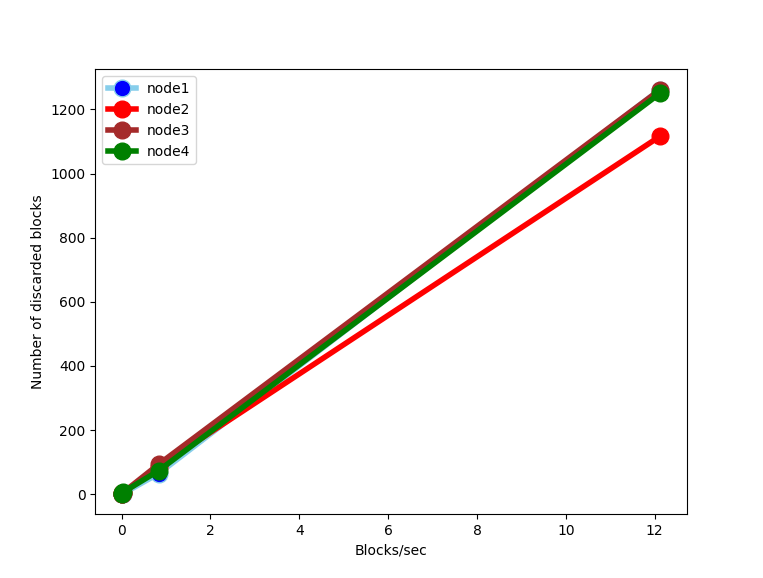 node1
node2
node3
node4
Number of discarded blocks
1200
1000
800
600
400
200
0
0 2 4 6 8 10 12
Blocks/sec